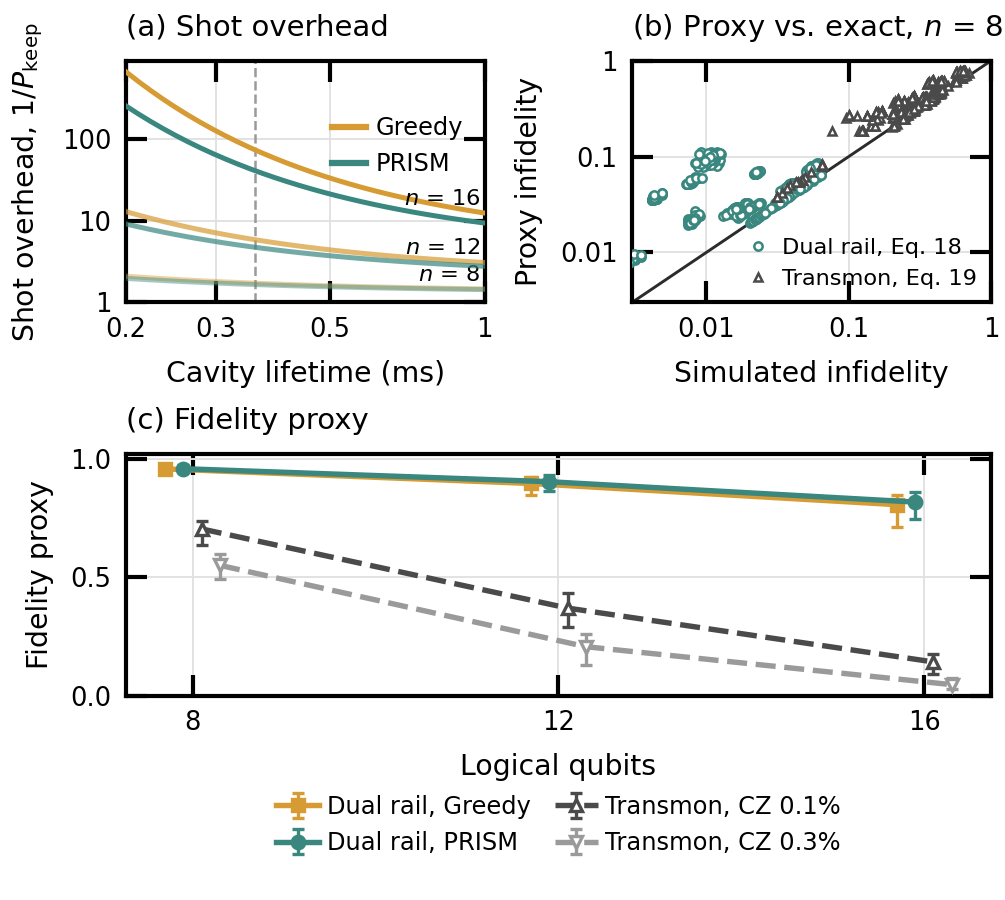 (a) Shot overhead
Shot overhead, 1/P_keep
100
10
1
0.2
0.3
0.5
1
Cavity lifetime (ms)
Greedy
PRISM
n = 16
n = 12
n = 8
(b) Proxy vs. exact, n = 8
Proxy infidelity
1
0.1
0.01
0.01
0.1
1
Simulated infidelity
Dual rail, Eq. 18
Transmon, Eq. 19
(c) Fidelity proxy
Fidelity proxy
1.0
0.5
0.0
8
12
16
Logical qubits
Dual rail, Greedy
Dual rail, PRISM
Transmon, CZ 0.1%
Transmon, CZ 0.3%